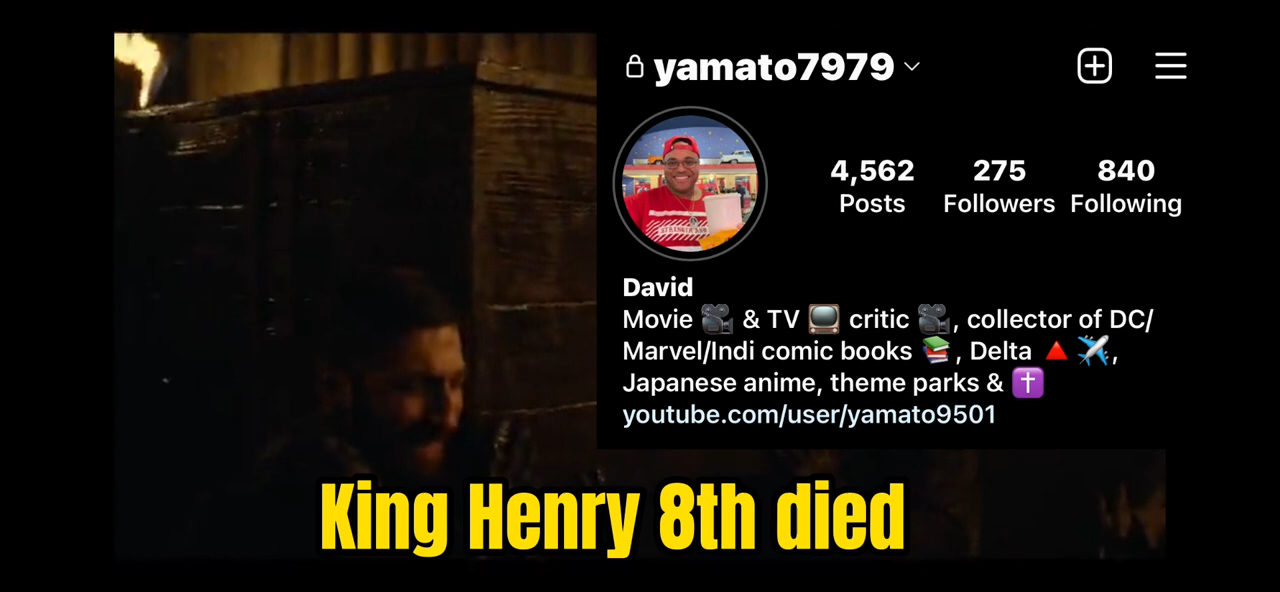 yamato7979
4,562 275 840
Posts Followers Following
David
Movie 🎥 & TV 📺 critic 🎥, collector of DC/
Marvel/Indi comic books 📚, Delta 🔺✈️,
Japanese anime, theme parks & ✝️
youtube.com/user/yamato9501
King Henry 8th died